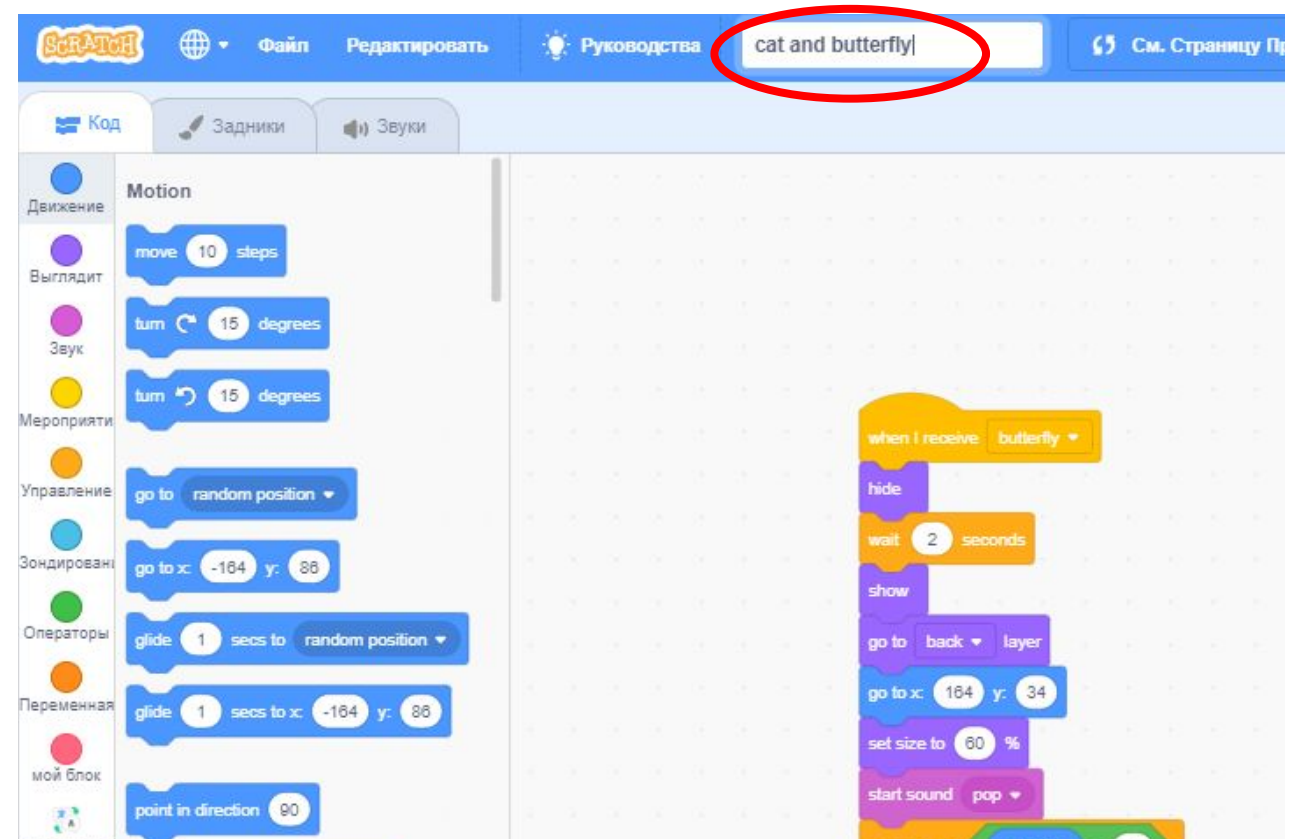 SCRATCH Файл Редактировать Руководства cat and butterfly См. Страницу Пр
Код Задники Звуки
Движение
Выглядит
Звук
Мероприяти
Управление
Зондировани
Операторы
Переменная
мой блок
Motion
move 10 steps
turn 15 degrees
turn 15 degrees
go to random position
go to x: -164 y: 86
glide 1 secs to random position
glide 1 secs to x: -164 y: 86
point in direction 90
when I receive butterfly
hide
wait 2 seconds
show
go to back layer
go to x: 164 y: 34
set size to 60 %
start sound pop